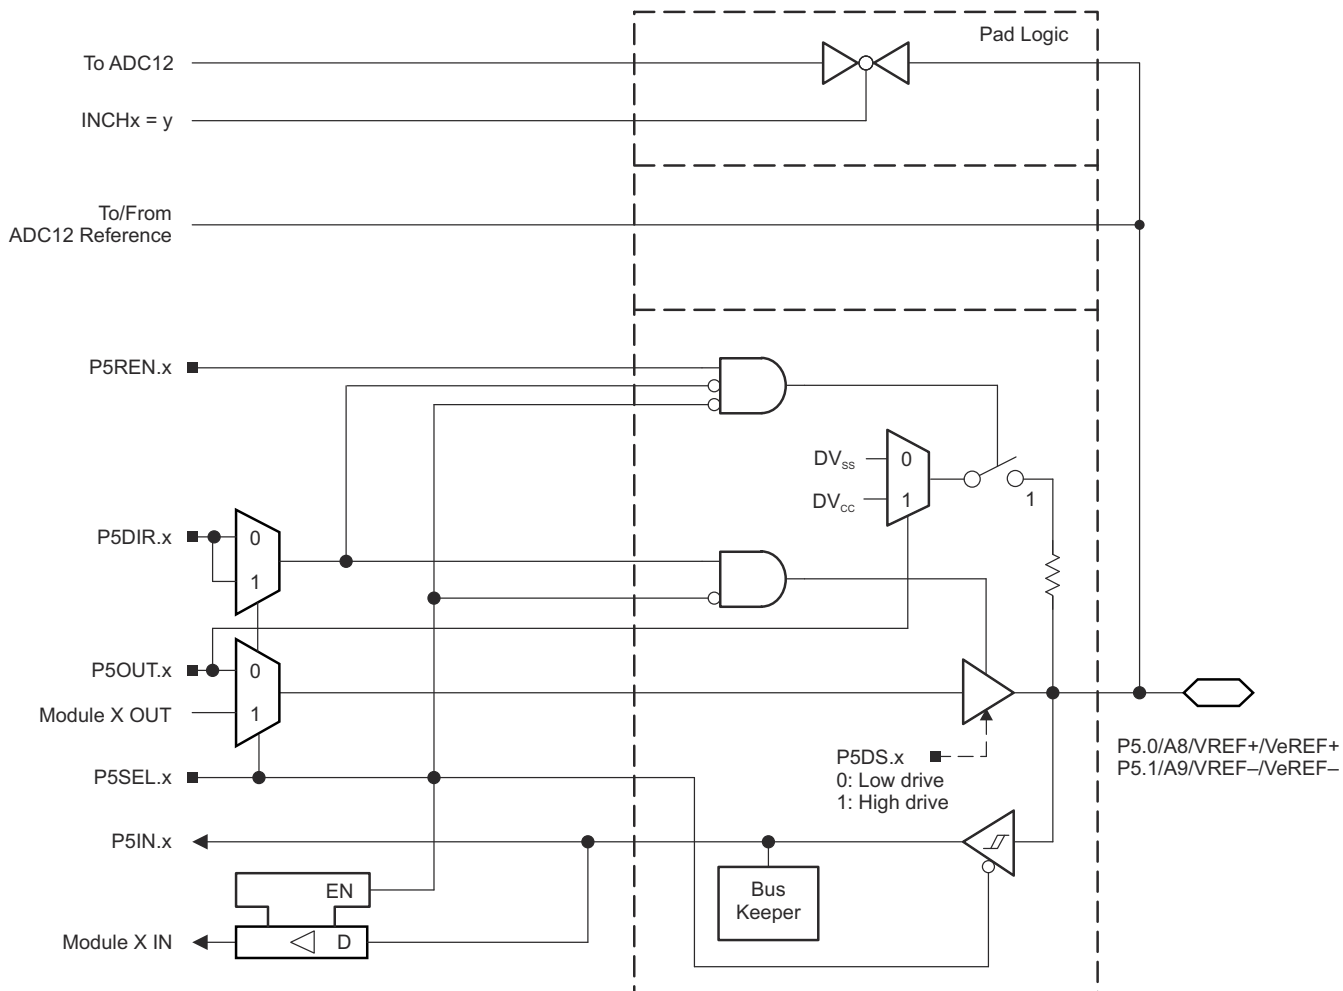 Pad Logic
To ADC12
INCHx = y
To/From
ADC12 Reference
P5REN.x
DVSS
0
DVCC
1
1
P5DIR.x
0
1
P5OUT.x
0
Module X OUT
1
P5SEL.x
P5DS.x
0: Low drive
1: High drive
P5.0/A8/VREF+/VeREF+
P5.1/A9/VREF–/VeREF–
P5IN.x
Bus
Keeper
EN
Module X IN
D